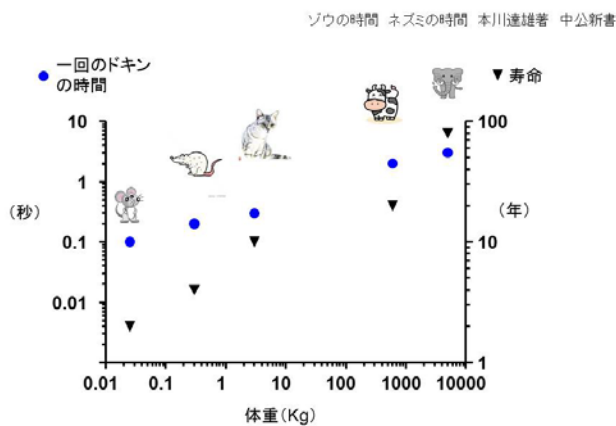 ゾウの時間 ネズミの時間 本川達雄著 中公新書
一回のドキン
の時間
寿命
10
1
0.1
0.01
(秒)
100
10
1
(年)
0.01
0.1
1
10
100
1000
10000
体重(Kg)